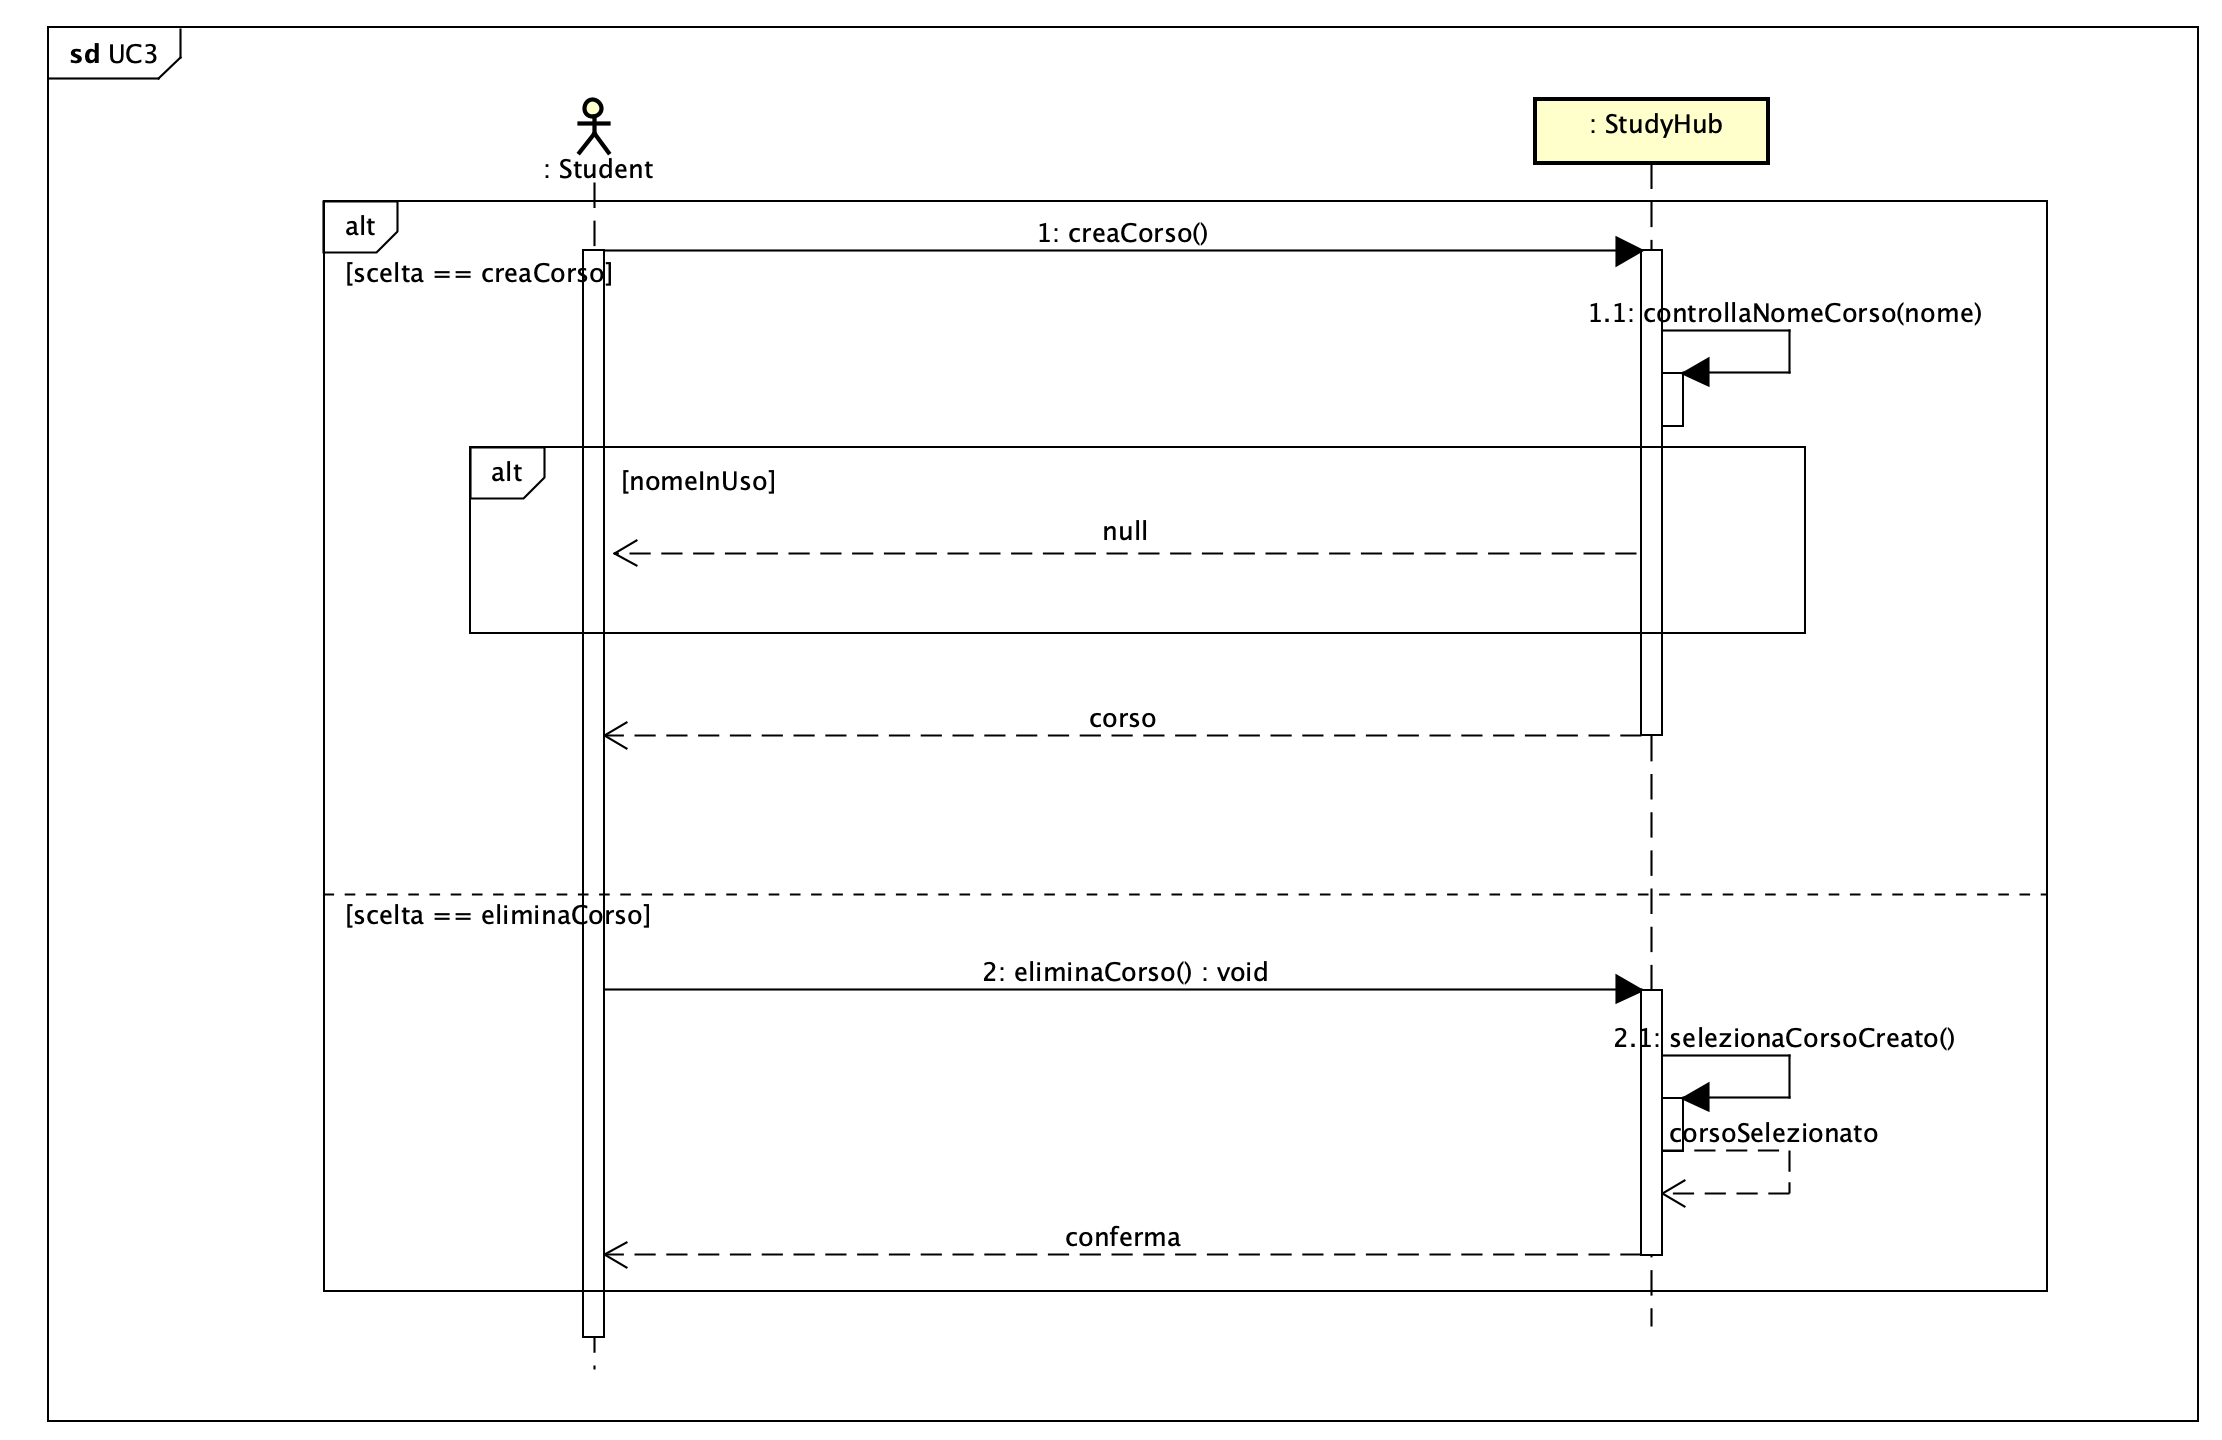 sd UC3
: Student
: StudyHub
alt
1: creaCorso()
[scelta == creaCorso]
1.1: controllaNomeCorso(nome)
alt
[nomeInUso]
null
corso
[scelta == eliminaCorso]
2: eliminaCorso() : void
2.1: selezionaCorsoCreato()
corsoSelezionato
conferma